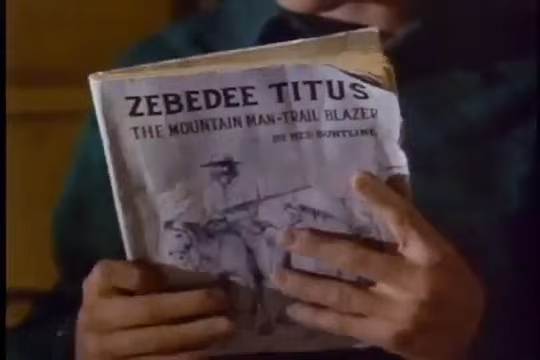 ZEBEDEE TITUS
THE MOUNTAIN MAN-TRAIL BLAZER
BY NED BUNTLINE